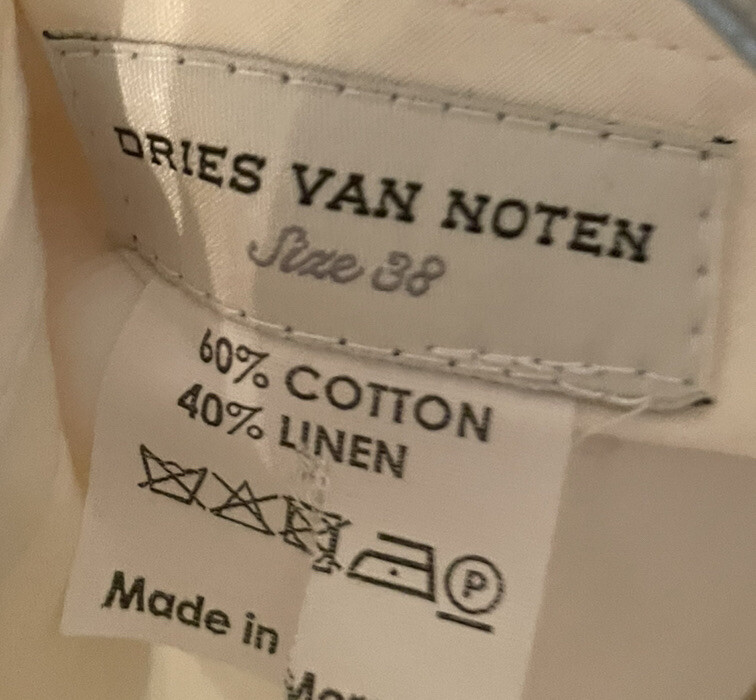 DRIES VAN NOTEN
Size 38
60% COTTON
40% LINEN
P
Made in